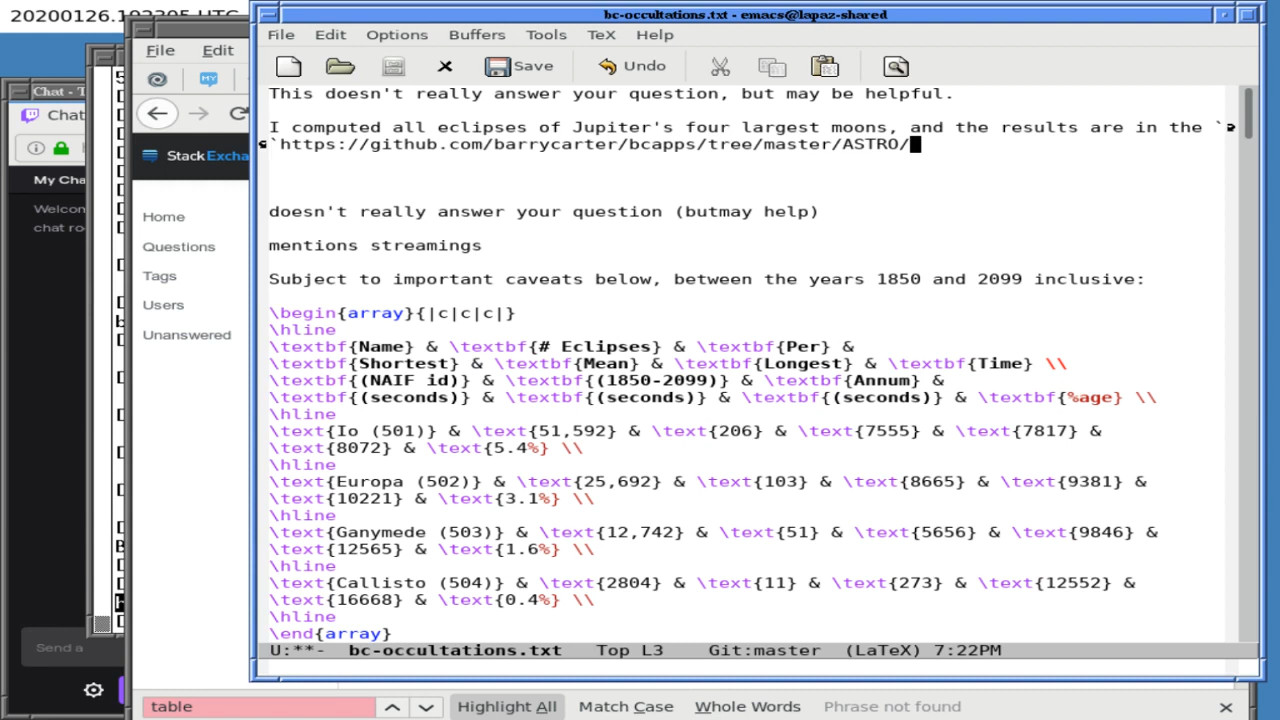 20200126.192305 UTC
bc-occultations.txt - emacs@lapaz-shared
File Edit Options Buffers Tools TeX Help
Save Undo
This doesn't really answer your question, but may be helpful.
I computed all eclipses of Jupiter's four largest moons, and the results are in the `
`https://github.com/barrycarter/bcapps/tree/master/ASTRO/
doesn't really answer your question (butmay help)
mentions streamings
Subject to important caveats below, between the years 1850 and 2099 inclusive:
\begin{array}{|c|c|c|}
\hline
\textbf{Name} & \textbf{# Eclipses} & \textbf{Per} &
\textbf{Shortest} & \textbf{Mean} & \textbf{Longest} & \textbf{Time} \\
\textbf{(NAIF id)} & \textbf{(1850-2099)} & \textbf{Annum} &
\textbf{(seconds)} & \textbf{(seconds)} & \textbf{(seconds)} & \textbf{%age} \\
\hline
\text{Io (501)} & \text{51,592} & \text{206} & \text{7555} & \text{7817} &
\text{8072} & \text{5.4%} \\
\hline
\text{Europa (502)} & \text{25,692} & \text{103} & \text{8665} & \text{9381} &
\text{10221} & \text{3.1%} \\
\hline
\text{Ganymede (503)} & \text{12,742} & \text{51} & \text{5656} & \text{9846} &
\text{12565} & \text{1.6%} \\
\hline
\text{Callisto (504)} & \text{2804} & \text{11} & \text{273} & \text{12552} &
\text{16668} & \text{0.4%} \\
\hline
\end{array}
U:**- bc-occultations.txt Top L3 Git:master (LaTeX) 7:22PM
File Edit
MY
StackExcha
Home
Questions
Tags
Users
Unanswered
Chat - T
Chat
My Cha
Welcom
chat ro
Send a
table Highlight All Match Case Whole Words Phrase not found